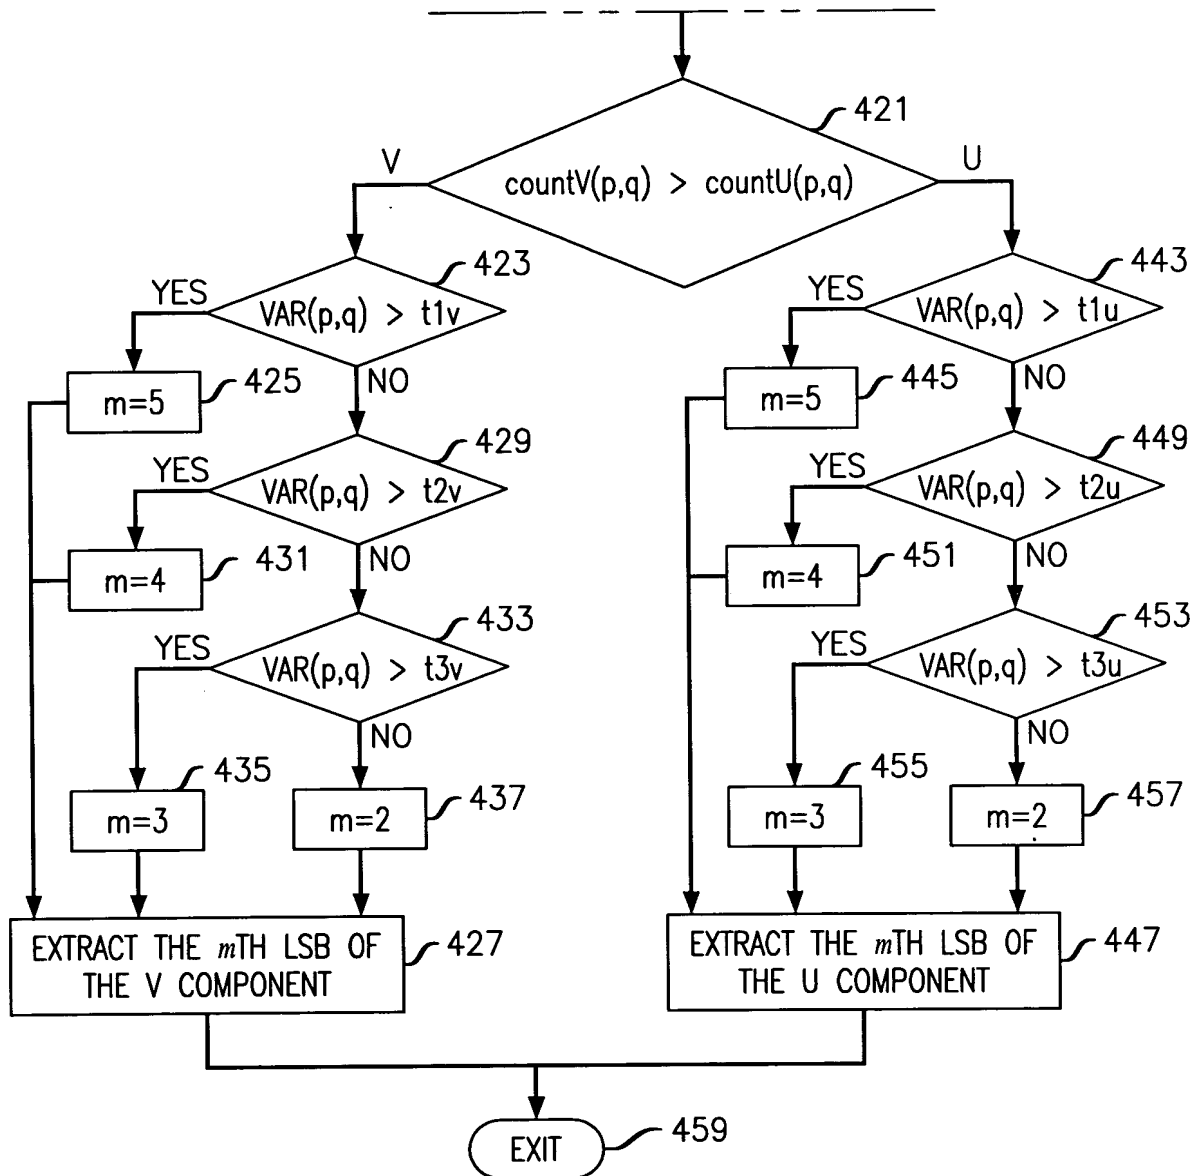 421
countV(p,q) > countU(p,q)
V
U
423
VAR(p,q) > t1v
YES
NO
425
m=5
429
VAR(p,q) > t2v
YES
NO
431
m=4
433
VAR(p,q) > t3v
YES
NO
435
m=3
437
m=2
EXTRACT THE mTH LSB OF
THE V COMPONENT
427
443
VAR(p,q) > t1u
YES
NO
445
m=5
449
VAR(p,q) > t2u
YES
NO
451
m=4
453
VAR(p,q) > t3u
YES
NO
455
m=3
457
m=2
EXTRACT THE mTH LSB OF
THE U COMPONENT
447
EXIT
459